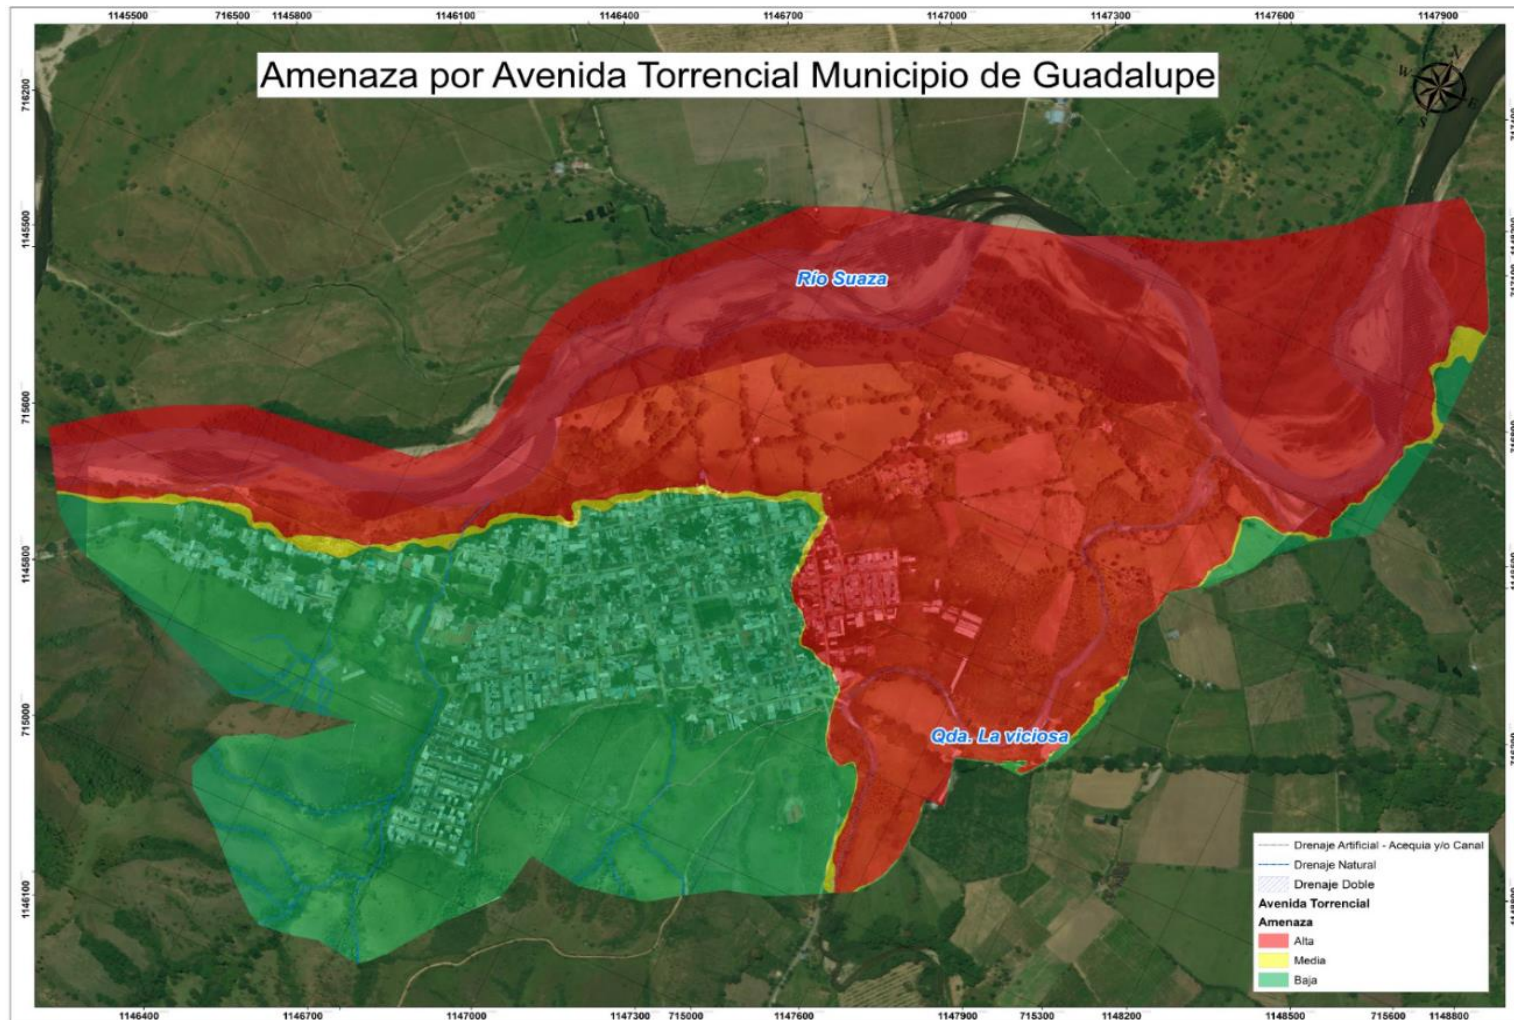 1145500 716500 1145800 1146100 1146400 1146700 1147000 1147300 1147600 1147900
Amenaza por Avenida Torrencial Municipio de Guadalupe
N
W E
S
716200
1145500
715600
1145800
715000
1146100
Río Suaza
Qda. La viciosa
Drenaje Artificial - Acequia y/o Canal
Drenaje Natural
Drenaje Doble
Avenida Torrencial
Amenaza
Alta
Media
Baja
1146400 1146700 1147000 1147300 715000 1147600 1147900 715300 1148200 1148500 715600 1148800